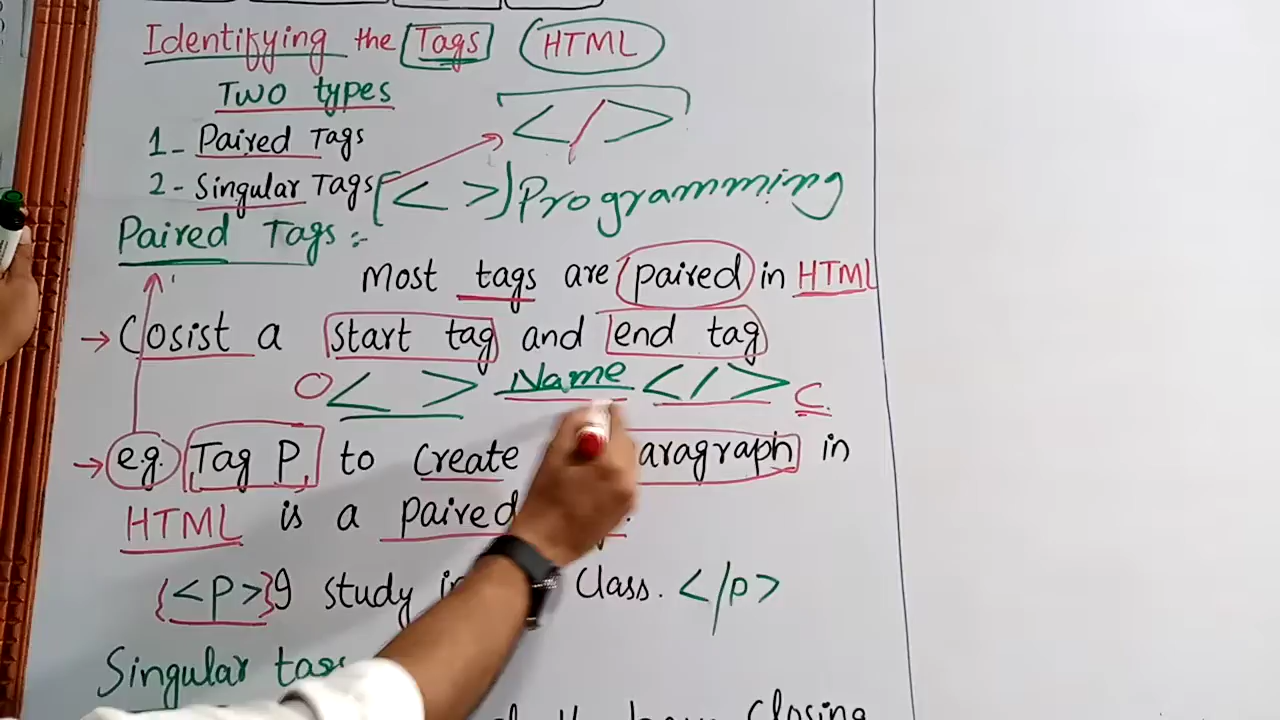 Identifying the Tags HTML
Two types
1- Paired Tags
</>
2- Singular Tags < > Programming
Paired Tags:-
Most tags are paired in HTML
→ Cosist a start tag and end tag
O < > Name </> C.
→ e.g. Tag P to create aragraph in
HTML is a paired
<P> I study in Class. </p>
Singular tags
Closing